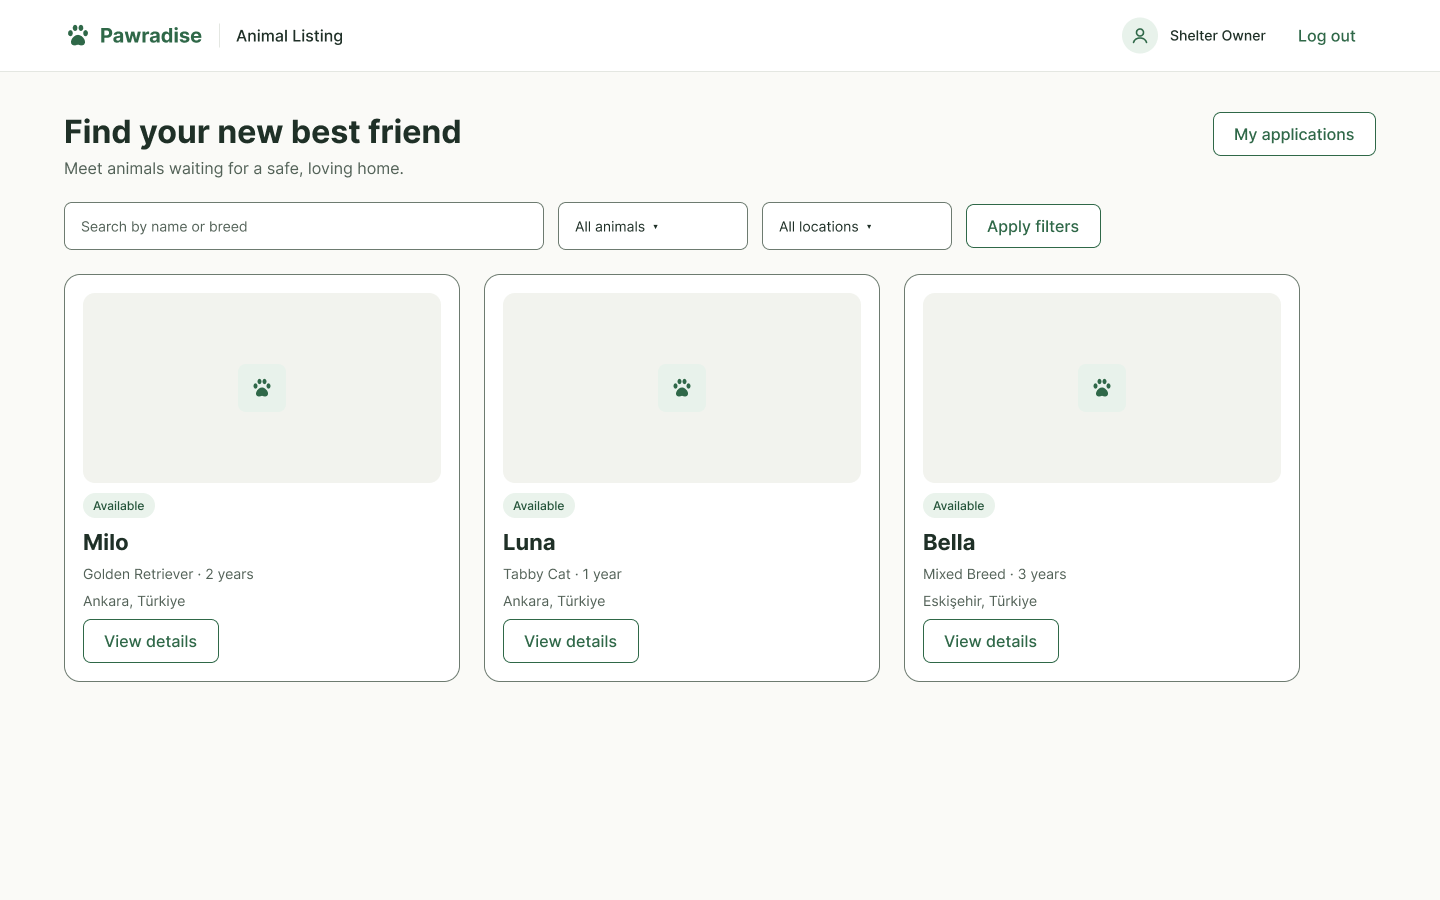 Pawradise
Animal Listing
Shelter Owner
Log out
Find your new best friend
My applications
Meet animals waiting for a safe, loving home.
Search by name or breed
All animals
All locations
Apply filters
Available
Milo
Golden Retriever · 2 years
Ankara, Türkiye
View details
Available
Luna
Tabby Cat · 1 year
Ankara, Türkiye
View details
Available
Bella
Mixed Breed · 3 years
Eskişehir, Türkiye
View details